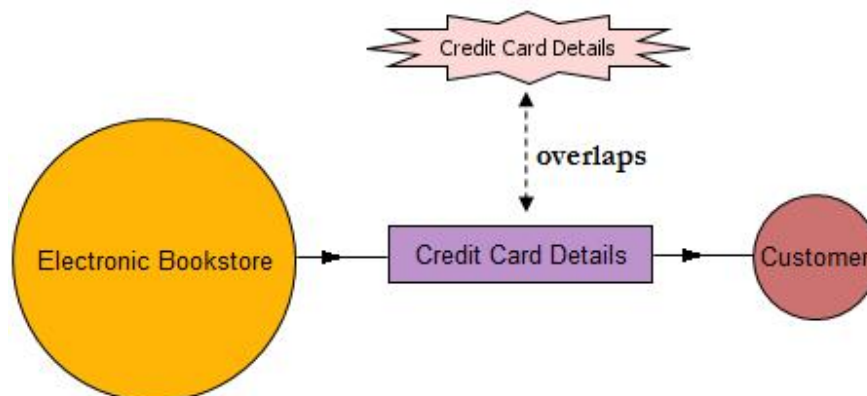 Credit Card Details
overlaps
Electronic Bookstore
Credit Card Details
Customer